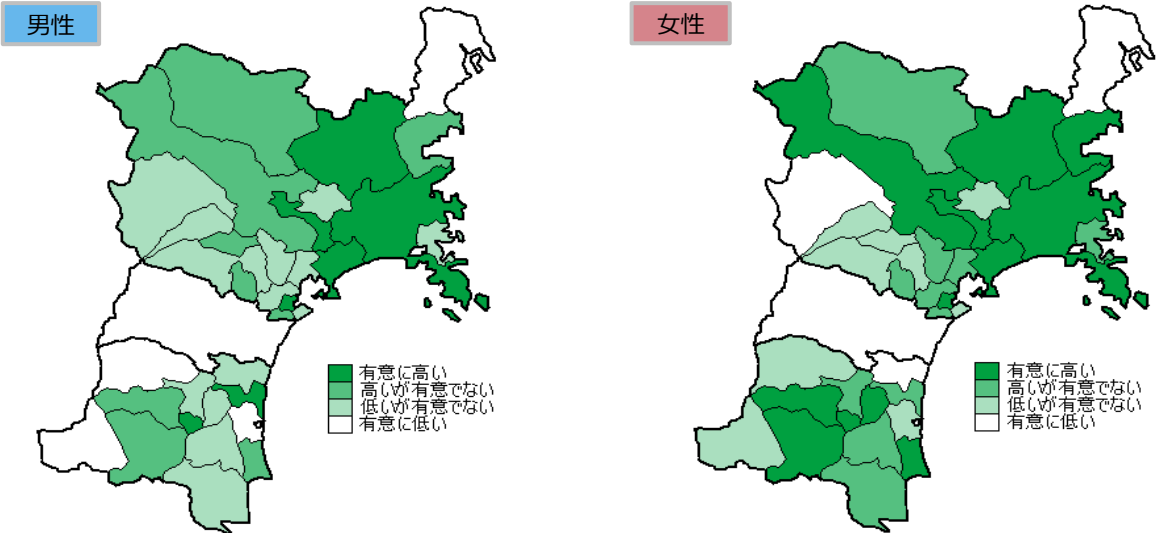 男性
女性
有意に高い
高いが有意でない
低いが有意でない
有意に低い
有意に高い
高いが有意でない
低いが有意でない
有意に低い